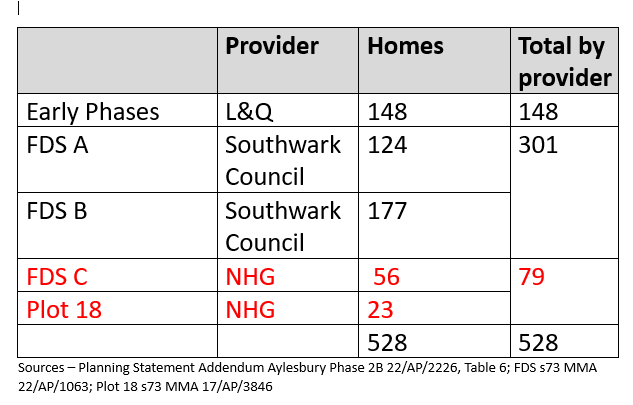 Provider Homes Total by
provider
Early Phases L&Q 148 148
FDS A Southwark 124 301
Council
FDS B Southwark 177
Council
FDS C NHG 56 79
Plot 18 NHG 23
528 528
Sources – Planning Statement Addendum Aylesbury Phase 2B 22/AP/2226, Table 6; FDS s73 MMA
22/AP/1063; Plot 18 s73 MMA 17/AP/3846